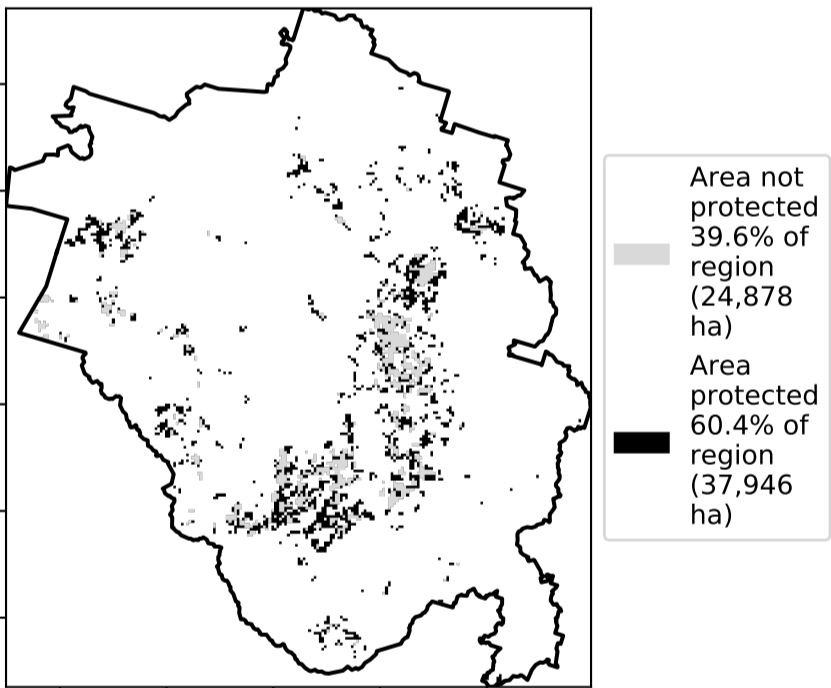 Area not
protected
39.6% of
region
(24,878
ha)
Area
protected
60.4% of
region
(37,946
ha)